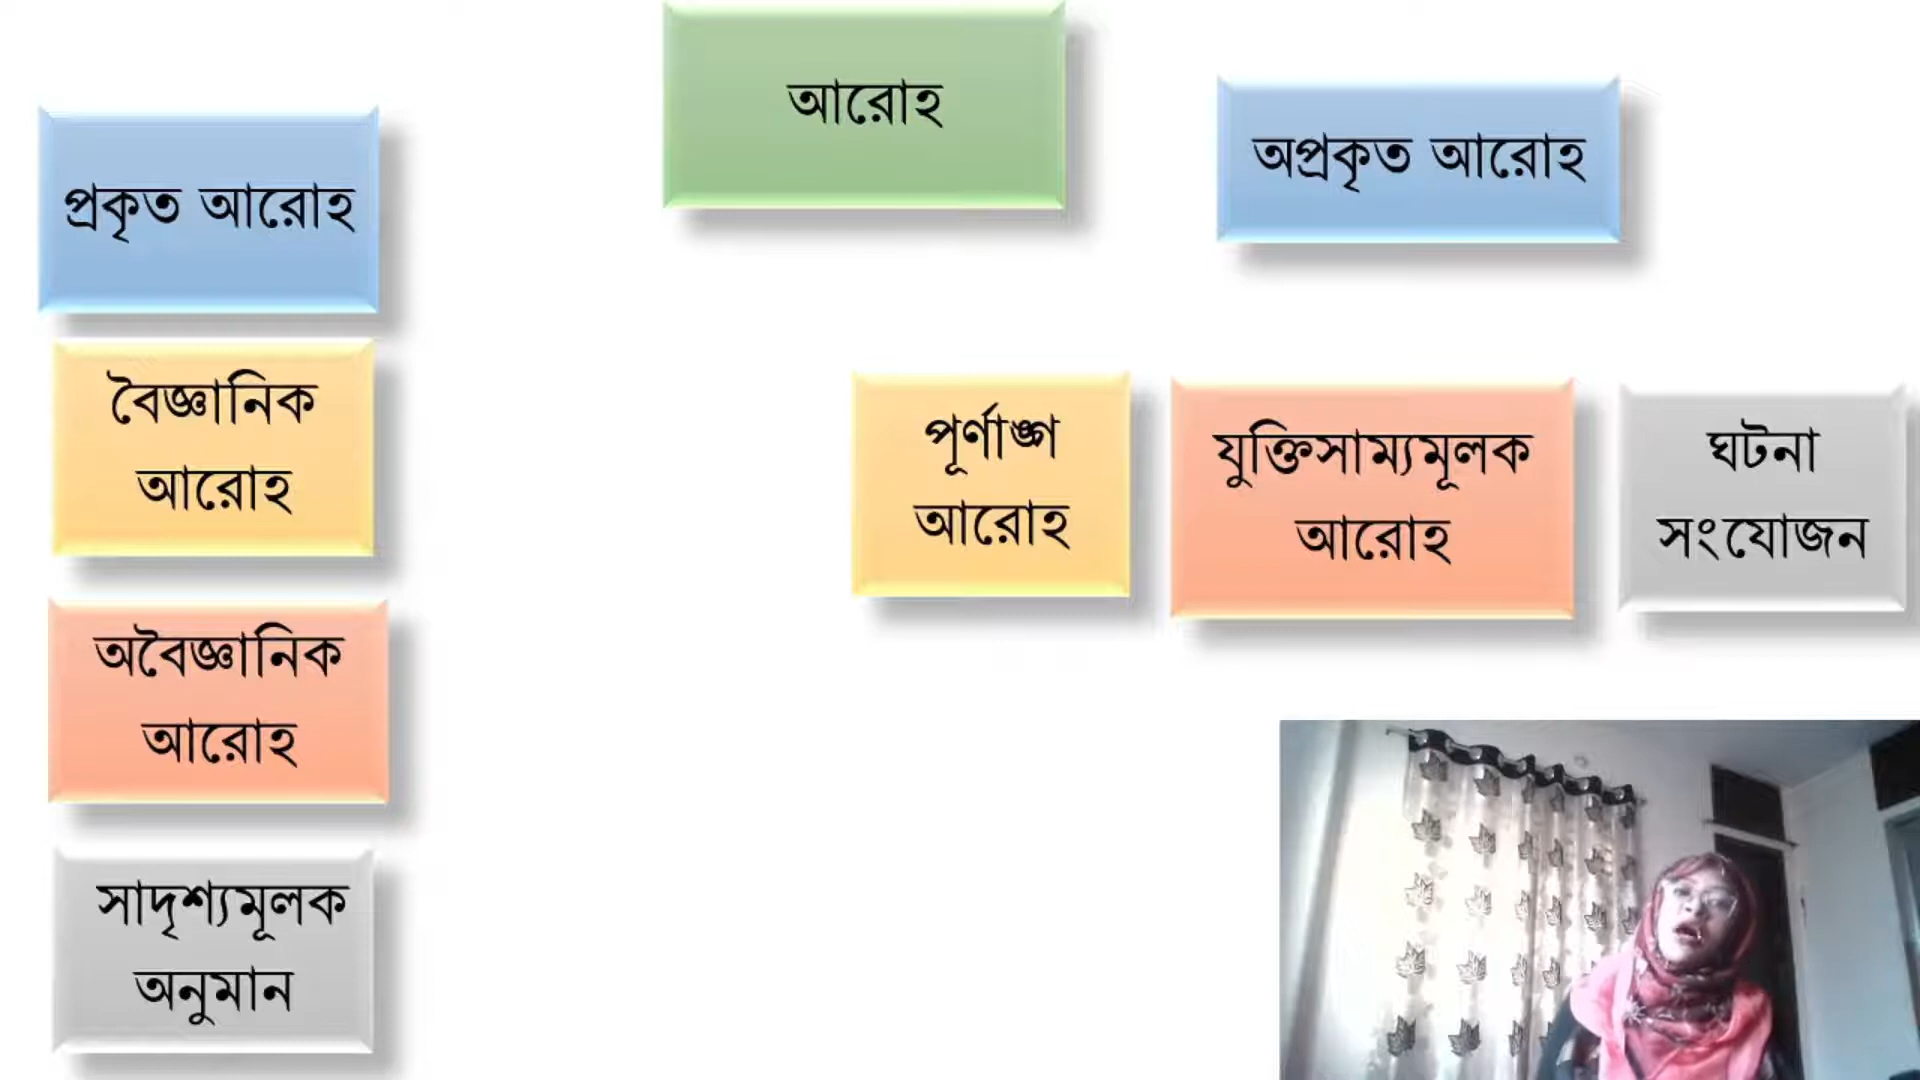 আরোহ
প্রকৃত আরোহ
অপ্রকৃত আরোহ
বৈজ্ঞানিক
আরোহ
অবৈজ্ঞানিক
আরোহ
সাদৃশ্যমূলক
অনুমান
পূর্ণাঙ্গ
আরোহ
যুক্তিসাম্যমূলক
আরোহ
ঘটনা
সংযোজন